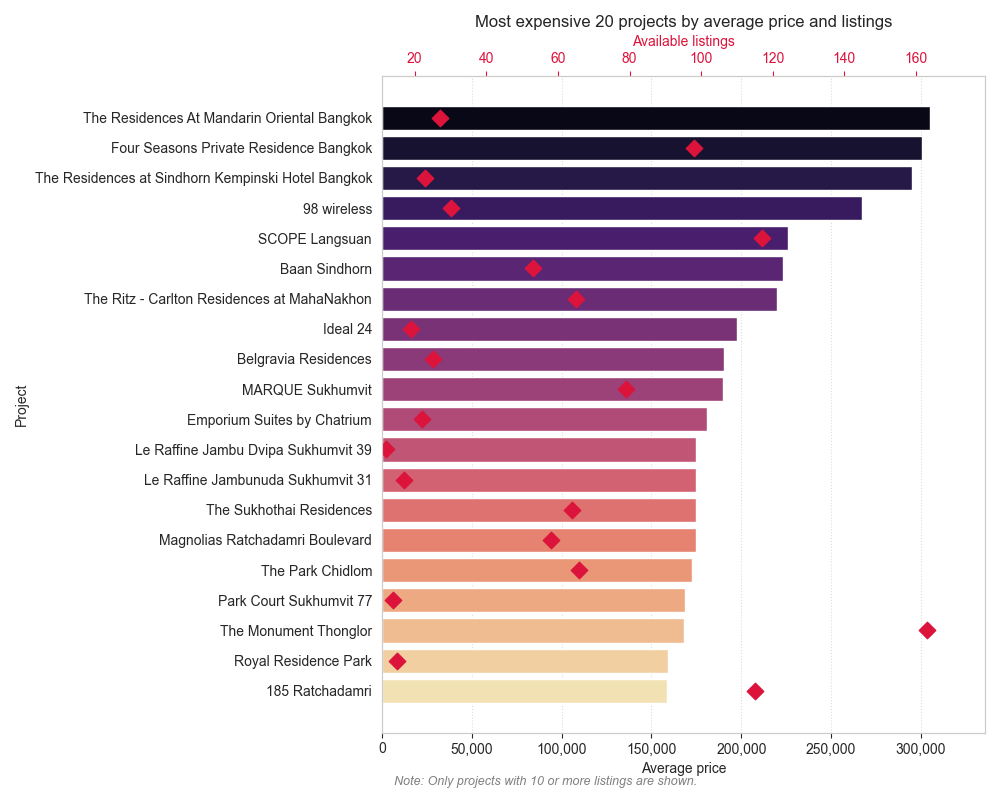 Most expensive 20 projects by average price and listings
Available listings
20 40 60 80 100 120 140 160
The Residences At Mandarin Oriental Bangkok
Four Seasons Private Residence Bangkok
The Residences at Sindhorn Kempinski Hotel Bangkok
98 wireless
SCOPE Langsuan
Baan Sindhorn
The Ritz - Carlton Residences at MahaNakhon
Ideal 24
Belgravia Residences
MARQUE Sukhumvit
Emporium Suites by Chatrium
Le Raffine Jambu Dvipa Sukhumvit 39
Le Raffine Jambunuda Sukhumvit 31
The Sukhothai Residences
Magnolias Ratchadamri Boulevard
The Park Chidlom
Park Court Sukhumvit 77
The Monument Thonglor
Royal Residence Park
185 Ratchadamri
Project
0 50,000 100,000 150,000 200,000 250,000 300,000
Average price
Note: Only projects with 10 or more listings are shown.